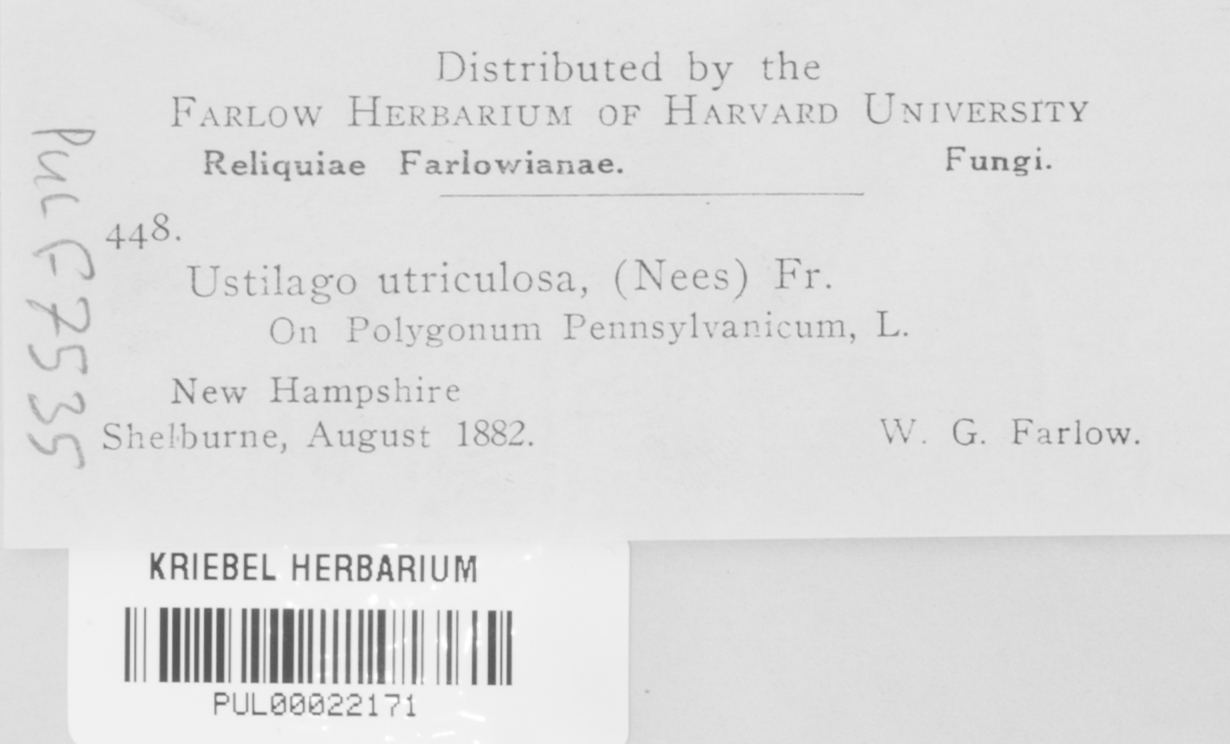 Distributed by the
FARLOW HERBARIUM OF HARVARD UNIVERSITY
Reliquiae Farlowianae. Fungi.
448.
Ustilago utriculosa, (Nees) Fr.
On Polygonum Pennsylvanicum, L.
New Hampshire
Shelburne, August 1882. W. G. Farlow.
PUL F7535
KRIEBEL HERBARIUM
PUL00022171